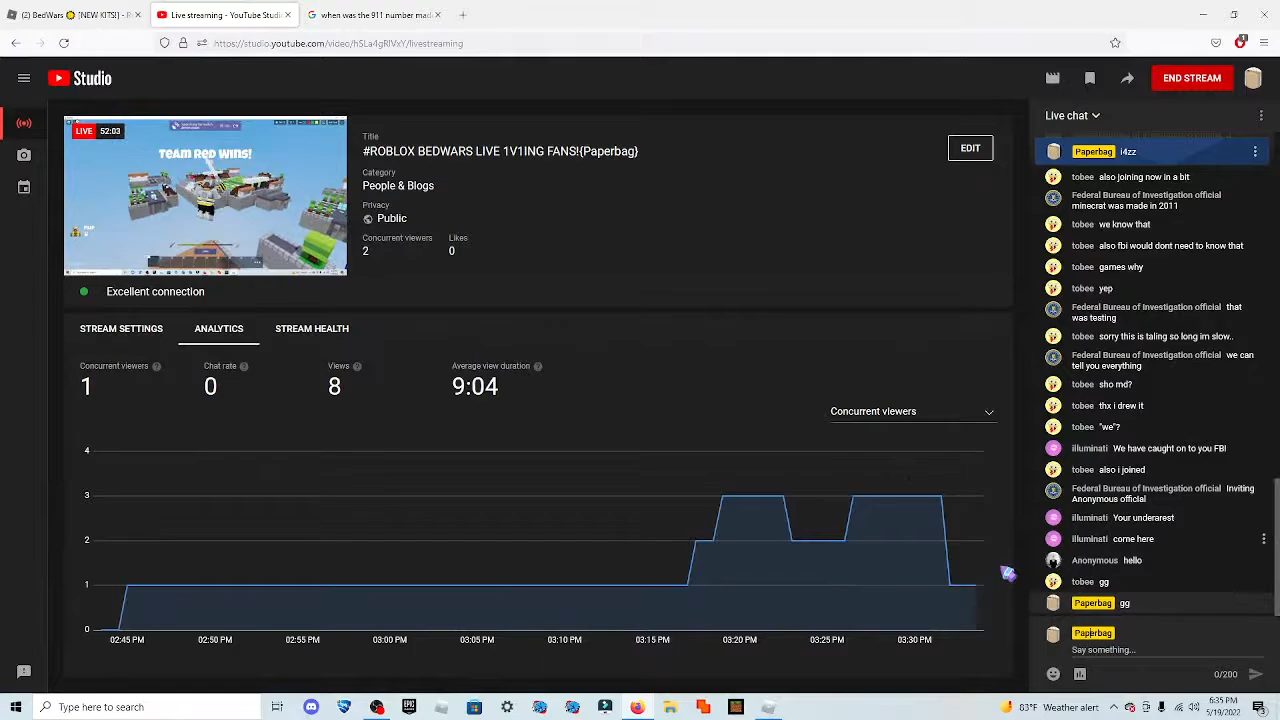 (2) BedWars [NEW KITS!] - R
Live streaming - YouTube Studi
when was the 911 number mad
https://studio.youtube.com/video/hSLa4gRlVxY/livestreaming
Studio
END STREAM
LIVE 52:03
TEAM RED WINS!
Title
#ROBLOX BEDWARS LIVE 1V1ING FANS!{Paperbag)
EDIT
Category
People & Blogs
Privacy
Public
Concurrent viewers
Likes
2
0
Excellent connection
STREAM SETTINGS
ANALYTICS
STREAM HEALTH
Concurrent viewers
1
Chat rate
0
Views
8
Average view duration
9:04
Concurrent viewers
4
3
2
1
0
02:45 PM
02:50 PM
02:55 PM
03:00 PM
03:05 PM
03:10 PM
03:15 PM
03:20 PM
03:25 PM
03:30 PM
Live chat
Paperbag i4zz
tobee also joining now in a bit
Federal Bureau of Investigation official
minecrat was made in 2011
tobee we know that
tobee also fbi would dont need to know that
tobee games why
tobee yep
Federal Bureau of Investigation official that
was testing
tobee sorry this is taling so long im slow..
Federal Bureau of Investigation official we can
tell you everything
tobee sho md?
tobee thx i drew it
tobee "we"?
illuminati We have caught on to you FBI
tobee also i joined
Federal Bureau of Investigation official Inviting
Anonymous official
illuminati Your underarest
illuminati come here
Anonymous hello
tobee gg
Paperbag gg
Paperbag
Say something...
0/200
Type here to search
83°F Weather alert
6:35 PM
5/19/2022